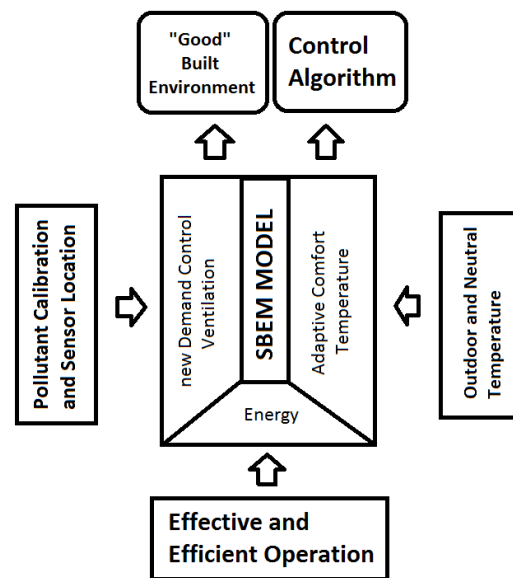 "Good"
Built
Environment
Control
Algorithm
Pollutant Calibration
and Sensor Location
new Demand Control
Ventilation
SBEM MODEL
Adaptive Comfort
Temperature
Outdoor and Neutral
Temperature
Energy
Effective and
Efficient Operation